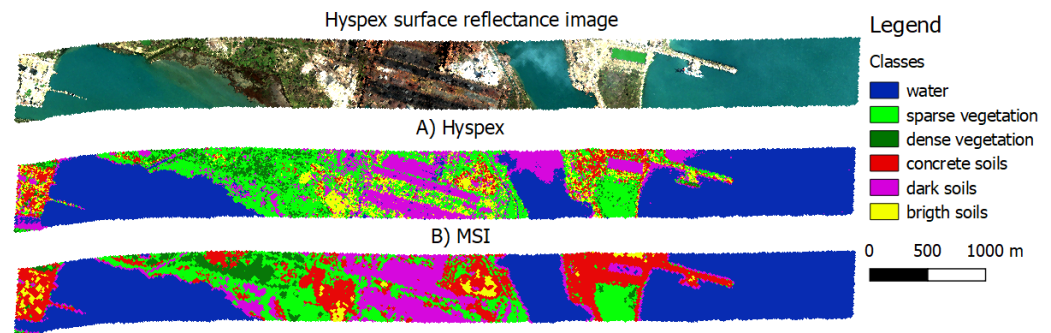 Hyspex surface reflectance image
Legend
Classes
water
sparse vegetation
A) Hyspex
dense vegetation
concrete soils
dark soils
brigth soils
B) MSI
0 500 1000 m